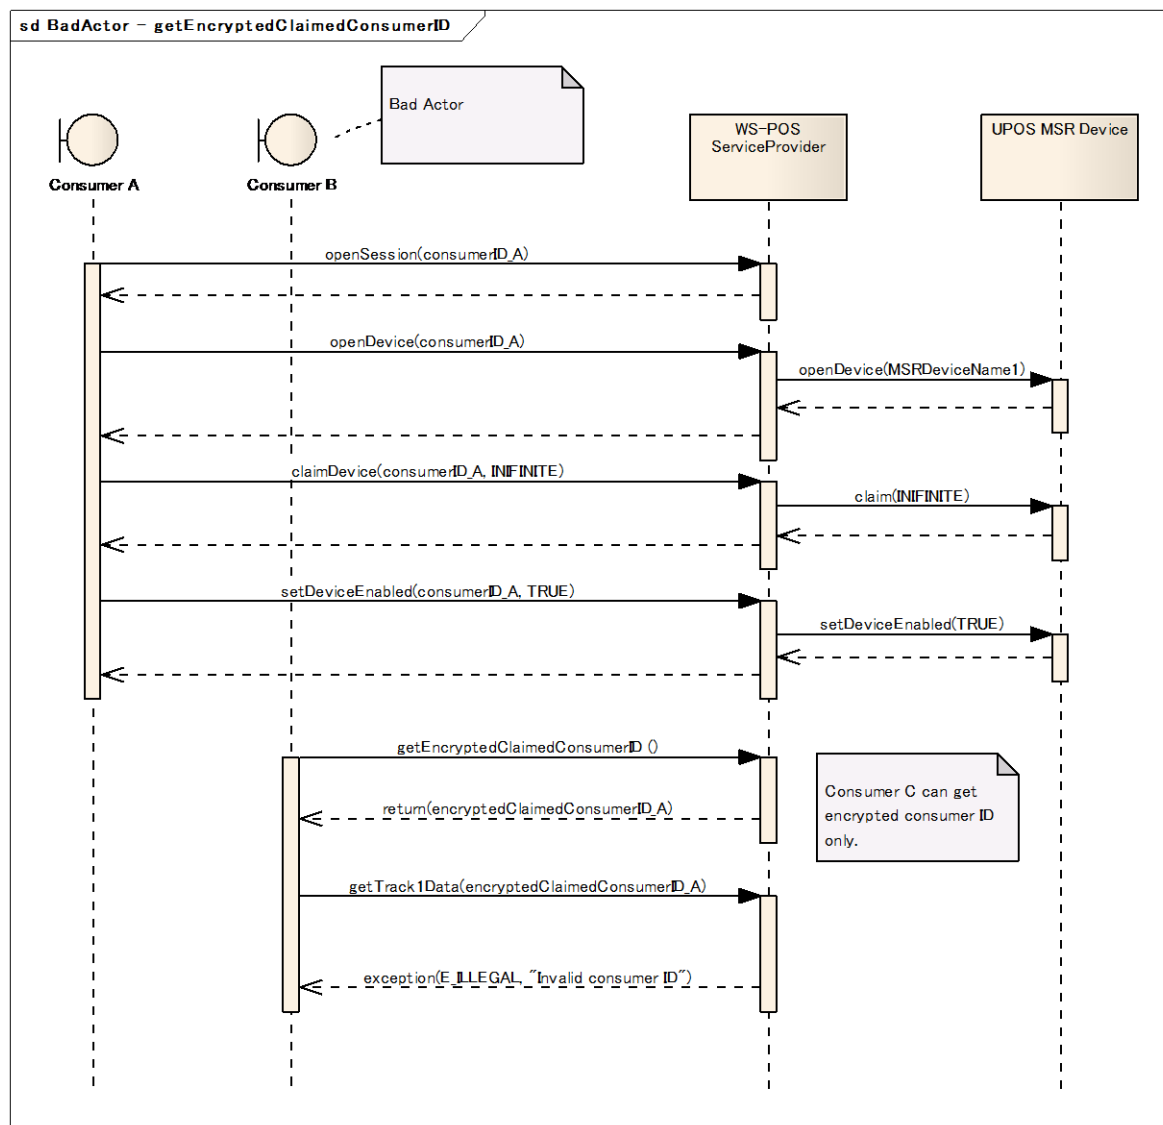 sd BadActor - getEncryptedClaimedConsumerID
Bad Actor
WS-POS
ServiceProvider
UPOS MSR Device
Consumer A
Consumer B
openSession(consumerID_A)
openDevice(consumerID_A)
openDevice(MSRDeviceName1)
claimDevice(consumerID_A, INIFINITE)
claim(INIFINITE)
setDeviceEnabled(consumerID_A, TRUE)
setDeviceEnabled(TRUE)
getEncryptedClaimedConsumerID ()
Consumer C can get
encrypted consumer ID
only.
return(encryptedClaimedConsumerID_A)
getTrack1Data(encryptedClaimedConsumerID_A)
exception(E_ILLEGAL, "Invalid consumer ID")